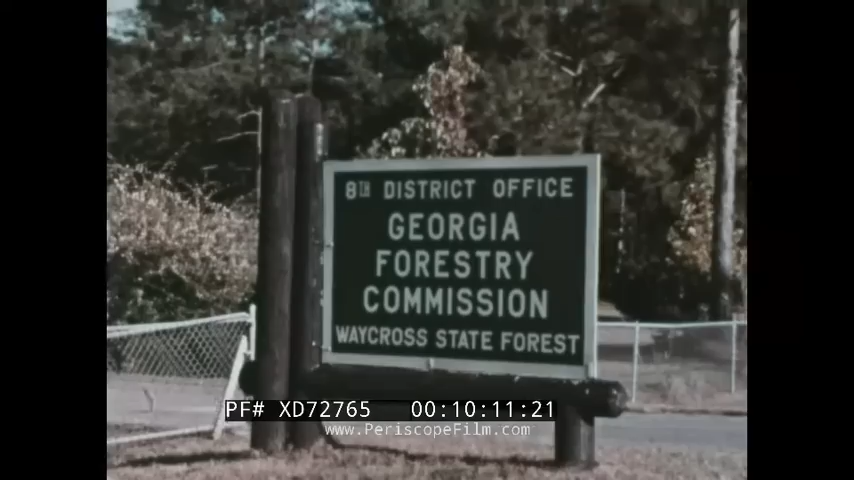 8TH DISTRICT OFFICE
GEORGIA
FORESTRY
COMMISSION
WAYCROSS STATE FOREST
PF# XD72765 00:10:11:21
www.PeriscopeFilm.com